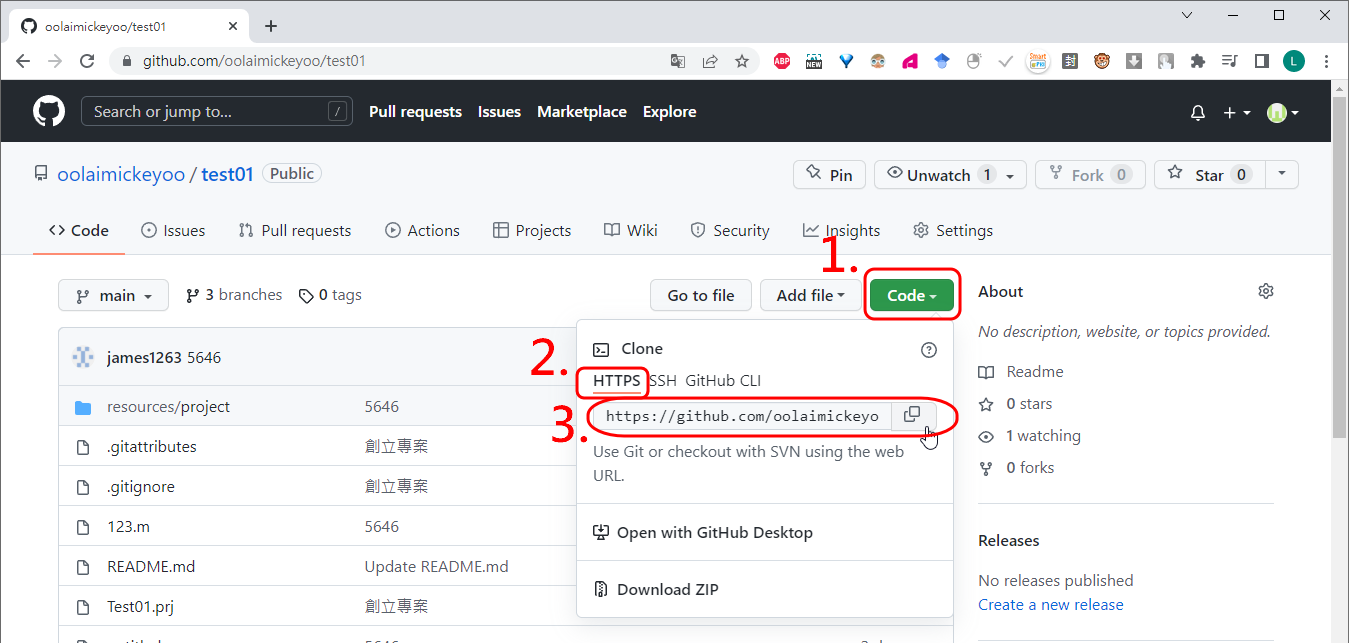 oolaimickeyoo/test01
github.com/oolaimickeyoo/test01
ABP NEW Smart GPIO 封 L
Search or jump to... / Pull requests Issues Marketplace Explore
oolaimickeyoo / test01 Public Pin Unwatch 1 Fork 0 Star 0
Code Issues Pull requests Actions Projects Wiki Security Insights Settings
1.
main 3 branches 0 tags Go to file Add file Code About
No description, website, or topics provided.
james1263 5646
Clone
2.
HTTPS SSH GitHub CLI
Readme
resources/project 5646
0 stars
3.
https://github.com/oolaimickeyo
.gitattributes 創立專案
Use Git or checkout with SVN using the web
URL.
1 watching
0 forks
.gitignore 創立專案
123.m 5646
Open with GitHub Desktop
Releases
README.md Update README.md
No releases published
Download ZIP
Test01.prj 創立專案
Create a new release